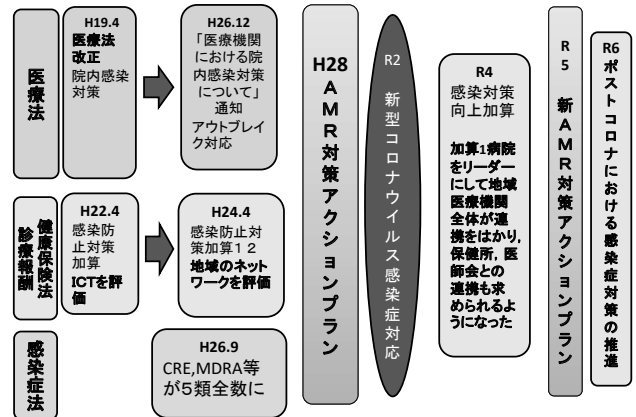 医療法
H19.4
医療法
改正
院内感染
対策
H26.12
「医療機関
における院
内感染対策
について」
通知
アウトブレイ
ク対応
健康保険法
診療報酬
H22.4
感染防
止対策
加算
ICTを評
価
H24.4
感染防止対
策加算１２
地域のネット
ワークを評価
感染症法
H26.9
CRE,MDRA等
が５類全数に
H28
ＡＭＲ対策アクションプラン
R2
新型コロナウイルス感染症対応
R4
感染対策
向上加算
加算1病院
をリーダー
にして地域
医療機関
全体が連
携をはかり，
保健所，医
師会との
連携も求
められるよ
うになった
R5
新ＡＭＲ対策アクションプラン
R6
ポストコロナにおける感染症対策の推進